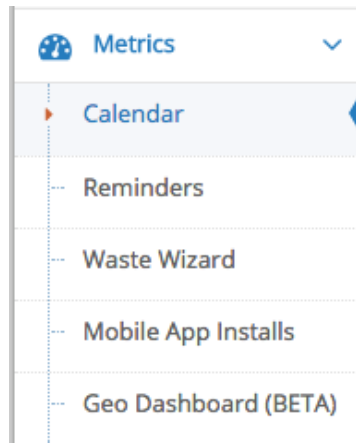 Metrics
Calendar
Reminders
Waste Wizard
Mobile App Installs
Geo Dashboard (BETA)